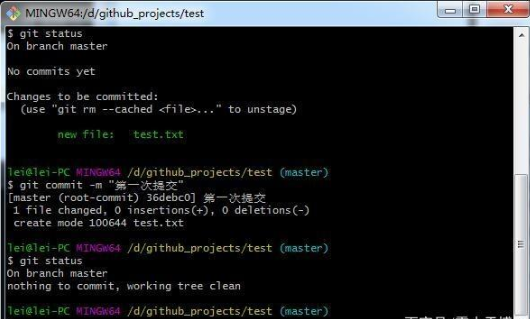 MINGW64:/d/github_projects/test
$ git status
On branch master
No commits yet
Changes to be committed:
(use "git rm --cached <file>..." to unstage)
new file: test.txt
lei@lei-PC MINGW64 /d/github_projects/test (master)
$ git commit -m "第一次提交"
[master (root-commit) 36debc0] 第一次提交
1 file changed, 0 insertions(+), 0 deletions(-)
create mode 100644 test.txt
lei@lei-PC MINGW64 /d/github_projects/test (master)
$ git status
On branch master
nothing to commit, working tree clean
lei@lei-PC MINGW64 /d/github_projects/test (master)